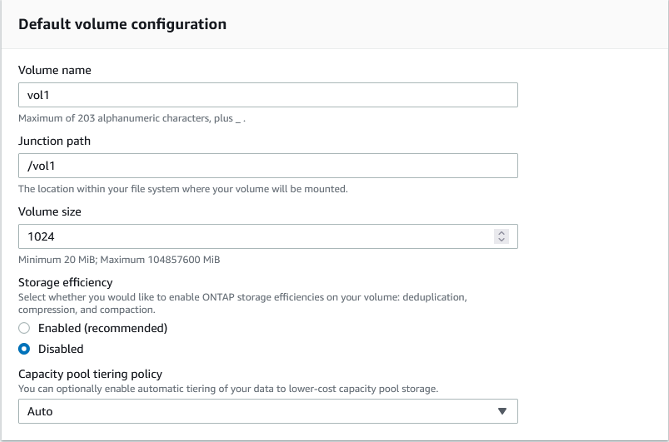 Default volume configuration
Volume name
vol1
Maximum of 203 alphanumeric characters, plus _ .
Junction path
/vol1
The location within your file system where your volume will be mounted.
Volume size
1024
Minimum 20 MiB; Maximum 104857600 MiB
Storage efficiency
Select whether you would like to enable ONTAP storage efficiencies on your volume: deduplication,
compression, and compaction.
Enabled (recommended)
Disabled
Capacity pool tiering policy
You can optionally enable automatic tiering of your data to lower-cost capacity pool storage.
Auto